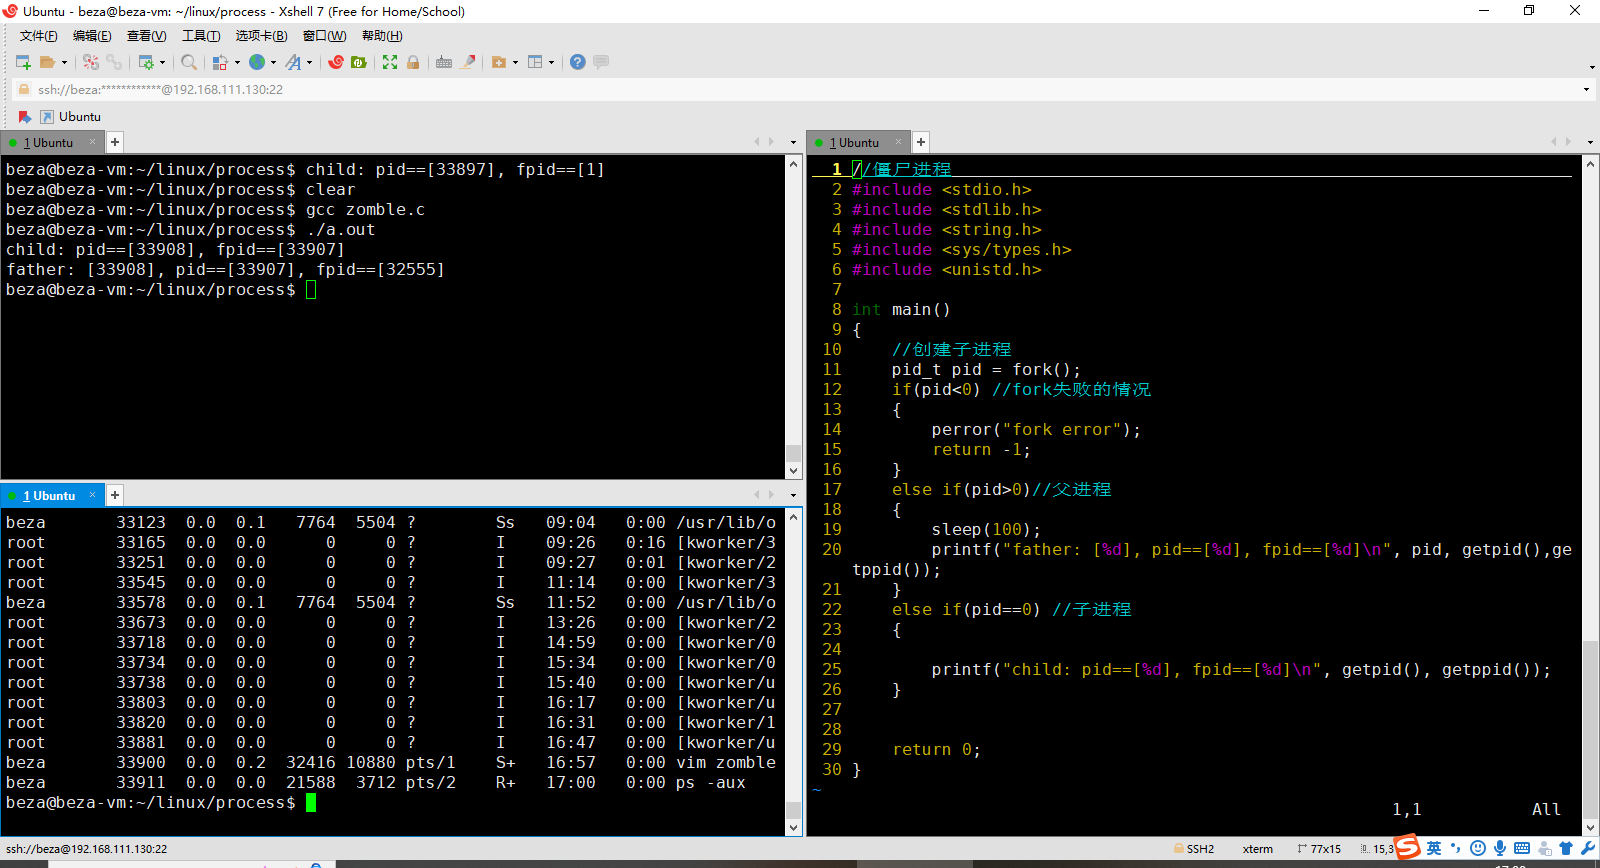 Ubuntu - beza@beza-vm: ~/linux/process - Xshell 7 (Free for Home/School)
文件(F) 编辑(E) 查看(V) 工具(T) 选项卡(B) 窗口(W) 帮助(H)
ssh://beza:************@192.168.111.130:22
Ubuntu
1 Ubuntu × +
beza@beza-vm:~/linux/process$ child: pid==[33897], fpid==[1]
beza@beza-vm:~/linux/process$ clear
beza@beza-vm:~/linux/process$ gcc zomble.c
beza@beza-vm:~/linux/process$ ./a.out
child: pid==[33908], fpid==[33907]
father: [33908], pid==[33907], fpid==[32555]
beza@beza-vm:~/linux/process$
1 Ubuntu × +
beza 33123 0.0 0.1 7764 5504 ? Ss 09:04 0:00 /usr/lib/o
root 33165 0.0 0.0 0 0 ? I 09:26 0:16 [kworker/3
root 33251 0.0 0.0 0 0 ? I 09:27 0:01 [kworker/2
root 33545 0.0 0.0 0 0 ? I 11:14 0:00 [kworker/3
beza 33578 0.0 0.1 7764 5504 ? Ss 11:52 0:00 /usr/lib/o
root 33673 0.0 0.0 0 0 ? I 13:26 0:00 [kworker/2
root 33718 0.0 0.0 0 0 ? I 14:59 0:00 [kworker/0
root 33734 0.0 0.0 0 0 ? I 15:34 0:00 [kworker/0
root 33738 0.0 0.0 0 0 ? I 15:40 0:00 [kworker/u
root 33803 0.0 0.0 0 0 ? I 16:17 0:00 [kworker/u
root 33820 0.0 0.0 0 0 ? I 16:31 0:00 [kworker/1
root 33881 0.0 0.0 0 0 ? I 16:47 0:00 [kworker/u
beza 33900 0.0 0.2 32416 10880 pts/1 S+ 16:57 0:00 vim zomble
beza 33911 0.0 0.0 21588 3712 pts/2 R+ 17:00 0:00 ps -aux
beza@beza-vm:~/linux/process$
1 Ubuntu × +
1 //僵尸进程
2 #include <stdio.h>
3 #include <stdlib.h>
4 #include <string.h>
5 #include <sys/types.h>
6 #include <unistd.h>
7
8 int main()
9 {
10 //创建子进程
11 pid_t pid = fork();
12 if(pid<0) //fork失败的情况
13 {
14 perror("fork error");
15 return -1;
16 }
17 else if(pid>0)//父进程
18 {
19 sleep(100);
20 printf("father: [%d], pid==[%d], fpid==[%d]\n", pid, getpid(),ge
tppid());
21 }
22 else if(pid==0) //子进程
23 {
24
25 printf("child: pid==[%d], fpid==[%d]\n", getpid(), getppid());
26 }
27
28
29 return 0;
30 }
~
1,1 All
ssh://beza@192.168.111.130:22 SSH2 xterm 77x15 15,3 英